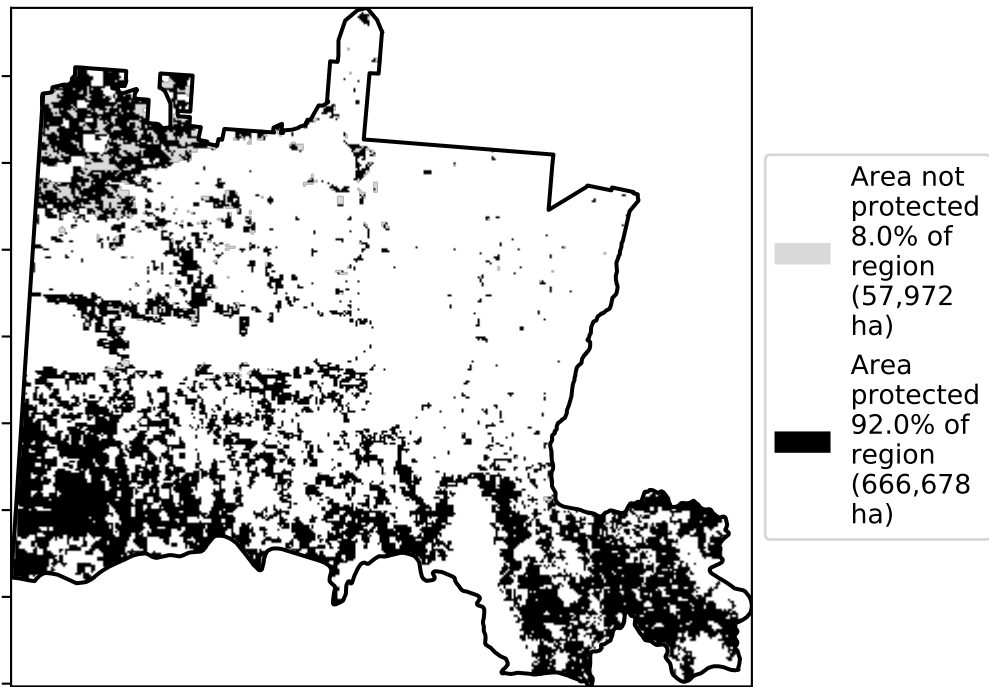 Area not
protected
8.0% of
region
(57,972
ha)
Area
protected
92.0% of
region
(666,678
ha)